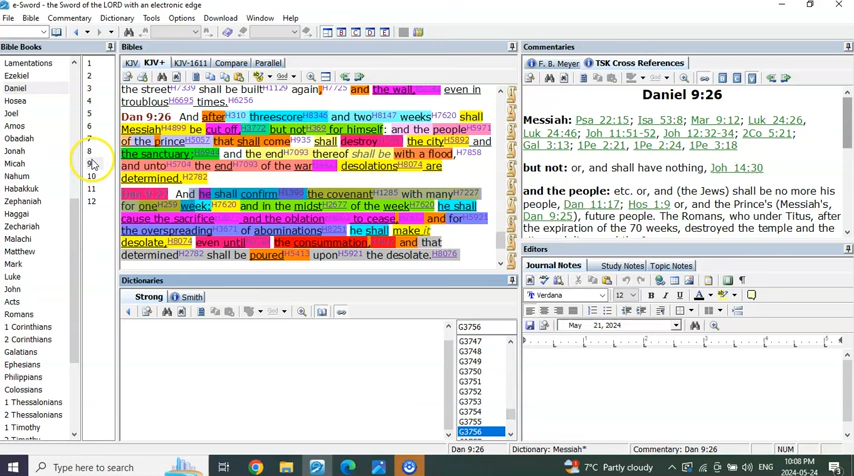 e-Sword - the Sword of the LORD with an electronic edge
File Bible Commentary Dictionary Tools Options Download Window Help
Bible Books
Lamentations
Ezekiel
Daniel
Hosea
Joel
Amos
Obadiah
Jonah
Micah
Nahum
Habakkuk
Zephaniah
Haggai
Zechariah
Malachi
Matthew
Mark
Luke
John
Acts
Romans
1 Corinthians
2 Corinthians
Galatians
Ephesians
Philippians
Colossians
1 Thessalonians
2 Thessalonians
1 Timothy
1
2
3
4
5
6
7
8
9
10
11
12
Bibles
KJV KJV+ KJV-1611 Compare Parallel
the street H7339 shall be built H1129 again, H7725 and the wall, even in
troublous H6695 times. H6256
Dan 9:26 And after threescore H8346 and two H8147 weeks H7620 shall
Messiah H4899 be cut off, H3772 but not H369 for himself: and the people H5971
of the prince H5057 that shall come shall destroy the city H5892 and
the sanctuary; and the end H7093 thereof shall be with a flood, H7858
and unto H5704 the end H7093 of the war desolations H8074 are
determined. H2782
And he shall confirm H1396 the covenant H1285 with many H7227
for one week: H7620 and in the midst H2677 of the week H7620 he shall
cause the sacrifice and the oblation to cease, and for H5921
the overspreading H3671 of abominations H8251 he shall make it
desolate, H8074 even until the consummation, and that
determined H2782 shall be poured H5413 upon H5921 the desolate. H8076
Dictionaries
Strong Smith
G3756
G3747
G3748
G3749
G3750
G3751
G3752
G3753
G3754
G3755
G3756
Commentaries
F. B. Meyer TSK Cross References
Daniel 9:26
Messiah: Psa 22:15; Isa 53:8; Mar 9:12; Luk 24:26,
Luk 24:46; Joh 11:51-52, Joh 12:32-34; 2Co 5:21;
Gal 3:13; 1Pe 2:21, 1Pe 2:24, 1Pe 3:18
but not: or, and shall have nothing, Joh 14:30
and the people: etc. or, and (the Jews) shall be no more his
people, Dan 11:17; Hos 1:9 or, and the Prince's (Messiah's,
Dan 9:25), future people. The Romans, who under Titus, after
the expiration of the 70 weeks, destroyed the temple and the
Editors
Journal Notes Study Notes Topic Notes
Verdana 12 B I U A
May 21, 2024
1 2 3 4 5
Dan 9:26 Dictionary: Messiah* Commentary: Dan 9:26 NUM
Type here to search
7°C Partly cloudy
ENG
10:08 PM
2024-05-24